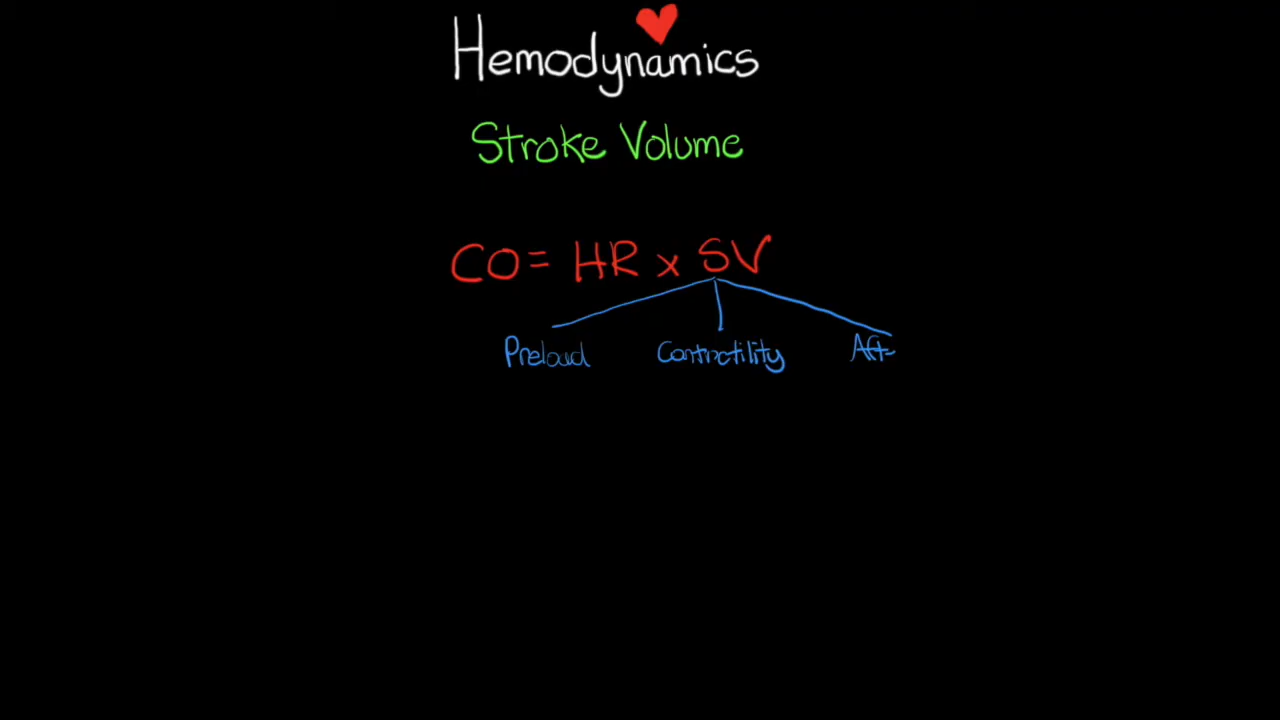 Hemodynamics
Stroke Volume
CO = HR x SV
Preload Contractility Aft